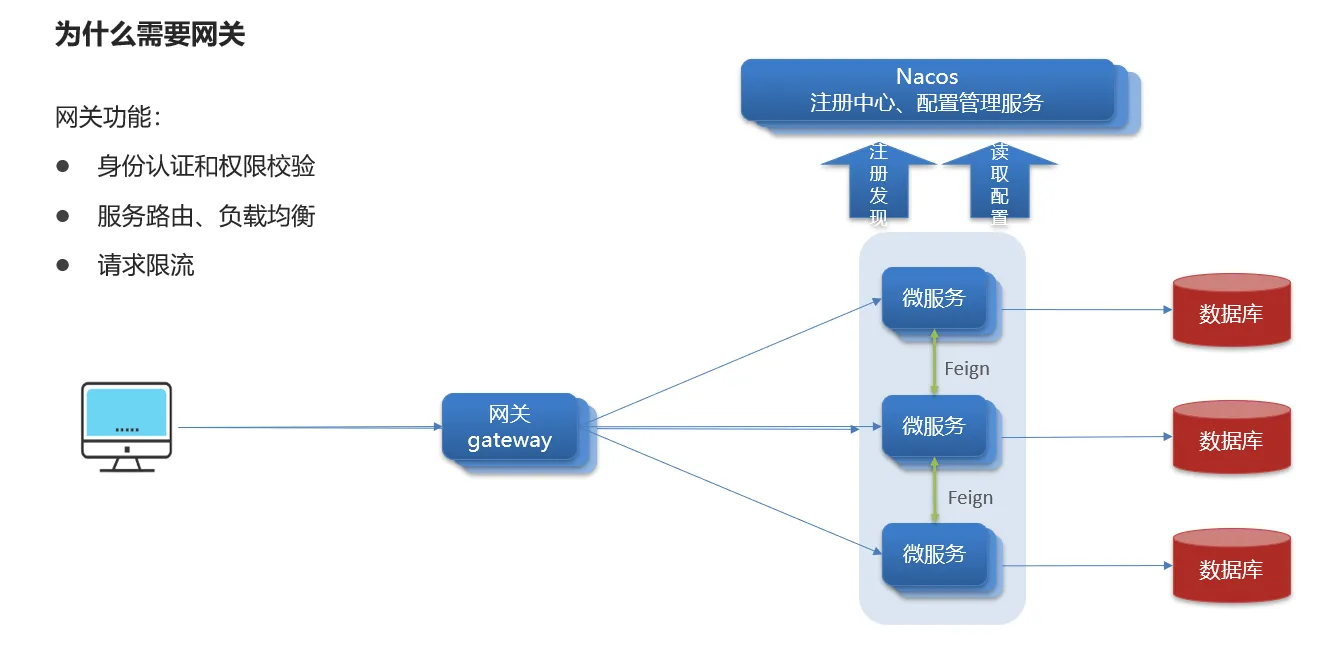 为什么需要网关
网关功能：
● 身份认证和权限校验
● 服务路由、负载均衡
● 请求限流
Nacos
注册中心、配置管理服务
注册发现
读取配置
网关
gateway
微服务
Feign
微服务
Feign
微服务
数据库
数据库
数据库